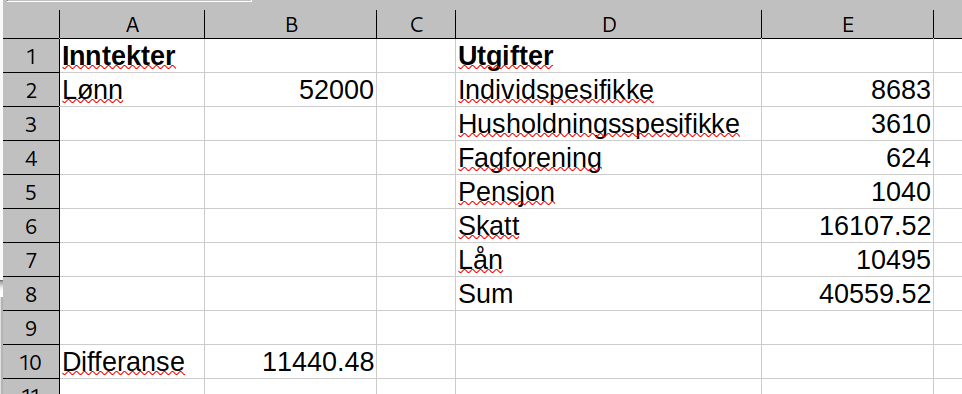 A B C D E
1 Inntekter Utgifter
2 Lønn 52000 Individspesifikke 8683
3 Husholdningsspesifikke 3610
4 Fagforening 624
5 Pensjon 1040
6 Skatt 16107.52
7 Lån 10495
8 Sum 40559.52
9
10 Differanse 11440.48
11